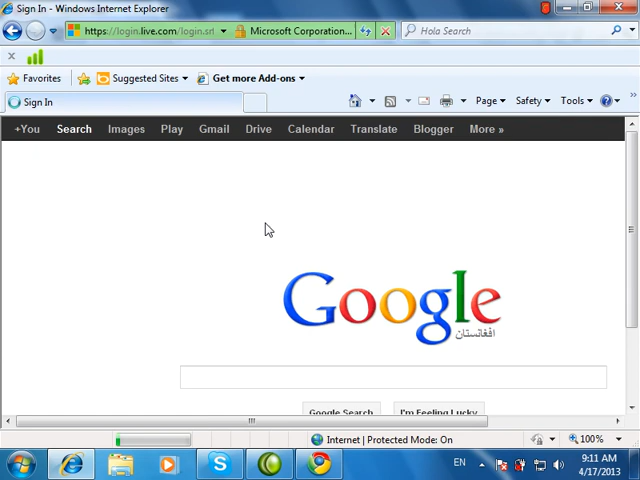 Sign In - Windows Internet Explorer
https://login.live.com/login.srf
Microsoft Corporation...
Hola Search
Favorites
Suggested Sites
Get more Add-ons
Sign In
Page
Safety
Tools
+You Search Images Play Gmail Drive Calendar Translate Blogger More »
Google
افغانستان
Google Search
I'm Feeling Lucky
Internet | Protected Mode: On
100%
EN
9:11 AM
4/17/2013